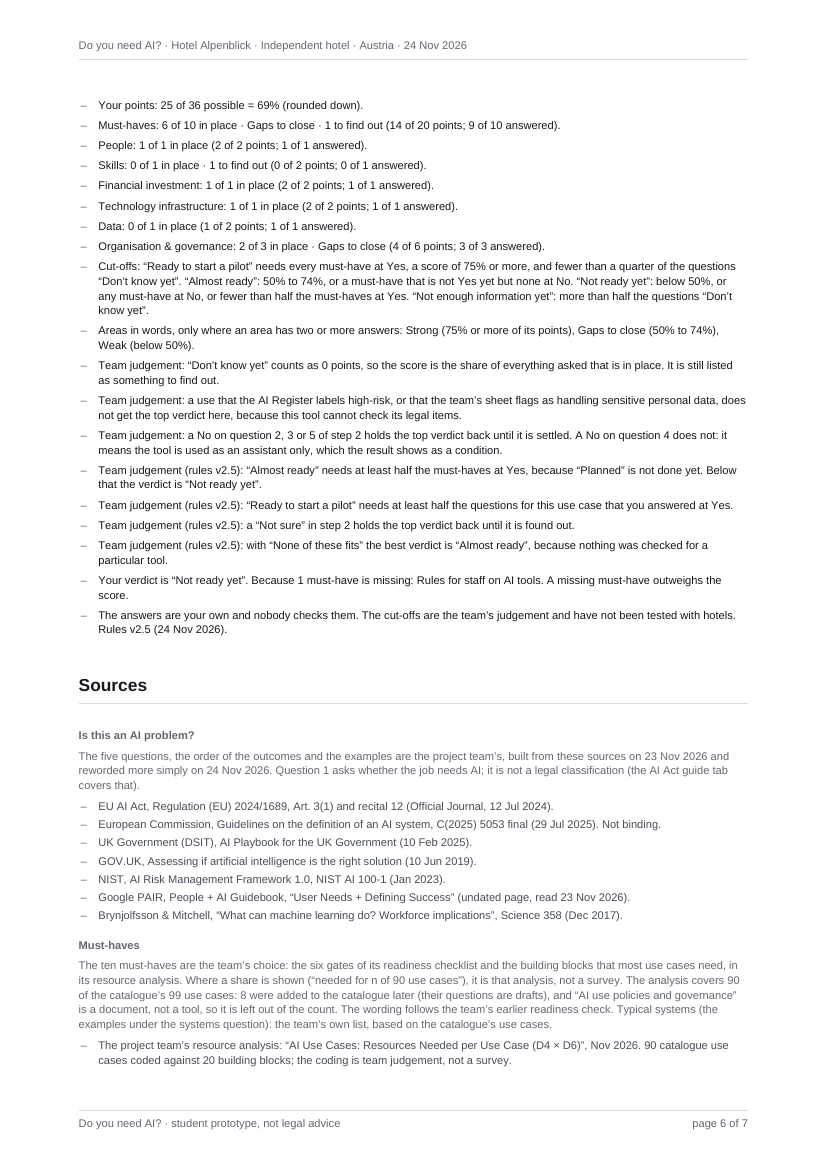 Do you need AI? · Hotel Alpenblick · Independent hotel · Austria · 24 Nov 2026
– Your points: 25 of 36 possible = 69% (rounded down).
– Must-haves: 6 of 10 in place · Gaps to close · 1 to find out (14 of 20 points; 9 of 10 answered).
– People: 1 of 1 in place (2 of 2 points; 1 of 1 answered).
– Skills: 0 of 1 in place · 1 to find out (0 of 2 points; 0 of 1 answered).
– Financial investment: 1 of 1 in place (2 of 2 points; 1 of 1 answered).
– Technology infrastructure: 1 of 1 in place (2 of 2 points; 1 of 1 answered).
– Data: 0 of 1 in place (1 of 2 points; 1 of 1 answered).
– Organisation & governance: 2 of 3 in place · Gaps to close (4 of 6 points; 3 of 3 answered).
– Cut-offs: “Ready to start a pilot” needs every must-have at Yes, a score of 75% or more, and fewer than a quarter of the questions
“Don’t know yet”. “Almost ready”: 50% to 74%, or a must-have that is not Yes yet but none at No. “Not ready yet”: below 50%, or
any must-have at No, or fewer than half the must-haves at Yes. “Not enough information yet”: more than half the questions “Don’t
know yet”.
– Areas in words, only where an area has two or more answers: Strong (75% or more of its points), Gaps to close (50% to 74%),
Weak (below 50%).
– Team judgement: “Don’t know yet” counts as 0 points, so the score is the share of everything asked that is in place. It is still listed
as something to find out.
– Team judgement: a use that the AI Register labels high-risk, or that the team’s sheet flags as handling sensitive personal data, does
not get the top verdict here, because this tool cannot check its legal items.
– Team judgement: a No on question 2, 3 or 5 of step 2 holds the top verdict back until it is settled. A No on question 4 does not: it
means the tool is used as an assistant only, which the result shows as a condition.
– Team judgement (rules v2.5): “Almost ready” needs at least half the must-haves at Yes, because “Planned” is not done yet. Below
that the verdict is “Not ready yet”.
– Team judgement (rules v2.5): “Ready to start a pilot” needs at least half the questions for this use case that you answered at Yes.
– Team judgement (rules v2.5): a “Not sure” in step 2 holds the top verdict back until it is found out.
– Team judgement (rules v2.5): with “None of these fits” the best verdict is “Almost ready”, because nothing was checked for a
particular tool.
– Your verdict is “Not ready yet”. Because 1 must-have is missing: Rules for staff on AI tools. A missing must-have outweighs the
score.
– The answers are your own and nobody checks them. The cut-offs are the team’s judgement and have not been tested with hotels.
Rules v2.5 (24 Nov 2026).
Sources
Is this an AI problem?
The five questions, the order of the outcomes and the examples are the project team’s, built from these sources on 23 Nov 2026 and
reworded more simply on 24 Nov 2026. Question 1 asks whether the job needs AI; it is not a legal classification (the AI Act guide tab
covers that).
– EU AI Act, Regulation (EU) 2024/1689, Art. 3(1) and recital 12 (Official Journal, 12 Jul 2024).
– European Commission, Guidelines on the definition of an AI system, C(2025) 5053 final (29 Jul 2025). Not binding.
– UK Government (DSIT), AI Playbook for the UK Government (10 Feb 2025).
– GOV.UK, Assessing if artificial intelligence is the right solution (10 Jun 2019).
– NIST, AI Risk Management Framework 1.0, NIST AI 100-1 (Jan 2023).
– Google PAIR, People + AI Guidebook, “User Needs + Defining Success” (undated page, read 23 Nov 2026).
– Brynjolfsson & Mitchell, “What can machine learning do? Workforce implications”, Science 358 (Dec 2017).
Must-haves
The ten must-haves are the team’s choice: the six gates of its readiness checklist and the building blocks that most use cases need, in
its resource analysis. Where a share is shown (“needed for n of 90 use cases”), it is that analysis, not a survey. The analysis covers 90
of the catalogue’s 99 use cases: 8 were added to the catalogue later (their questions are drafts), and “AI use policies and governance”
is a document, not a tool, so it is left out of the count. The wording follows the team’s earlier readiness check. Typical systems (the
examples under the systems question): the team’s own list, based on the catalogue’s use cases.
– The project team’s resource analysis: “AI Use Cases: Resources Needed per Use Case (D4 × D6)”, Nov 2026. 90 catalogue use
cases coded against 20 building blocks; the coding is team judgement, not a survey.
Do you need AI? · student prototype, not legal advice
page 6 of 7